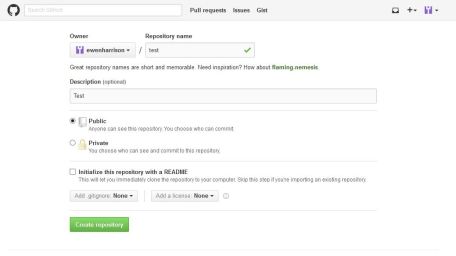 Search GitHub
Pull requests Issues Gist
Owner Repository name
ewenharrison / test
Great repository names are short and memorable. Need inspiration? How about flaming-nemesis.
Description (optional)
Test
Public
Anyone can see this repository. You choose who can commit.
Private
You choose who can see and commit to this repository.
Initialize this repository with a README
This will let you immediately clone the repository to your computer. Skip this step if you're importing an existing repository.
Add .gitignore: None Add a license: None
Create repository